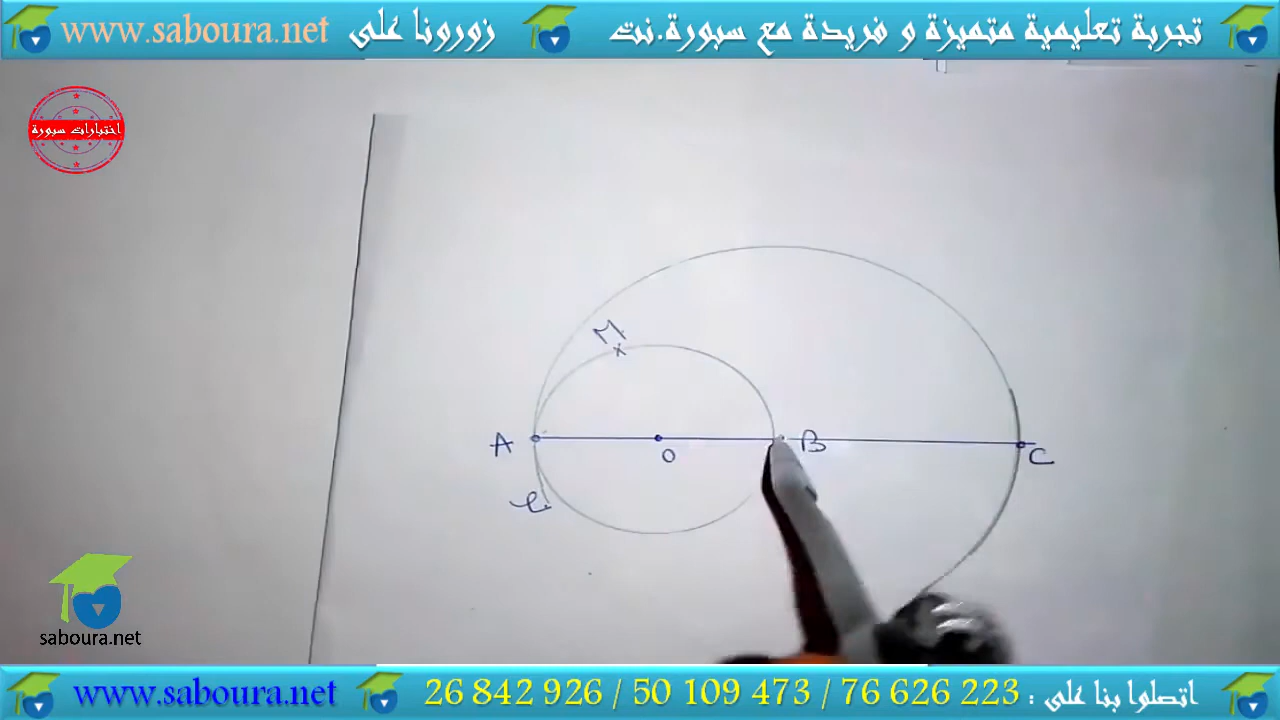 www.saboura.net زورونا على تجربة تعليمية متميزة و فريدة مع سبورة.نت
اختبارات سبورة
M
A
O
B
C
saboura.net
www.saboura.net 26 842 926 / 50 109 473 / 76 626 223 : اتصلوا بنا على